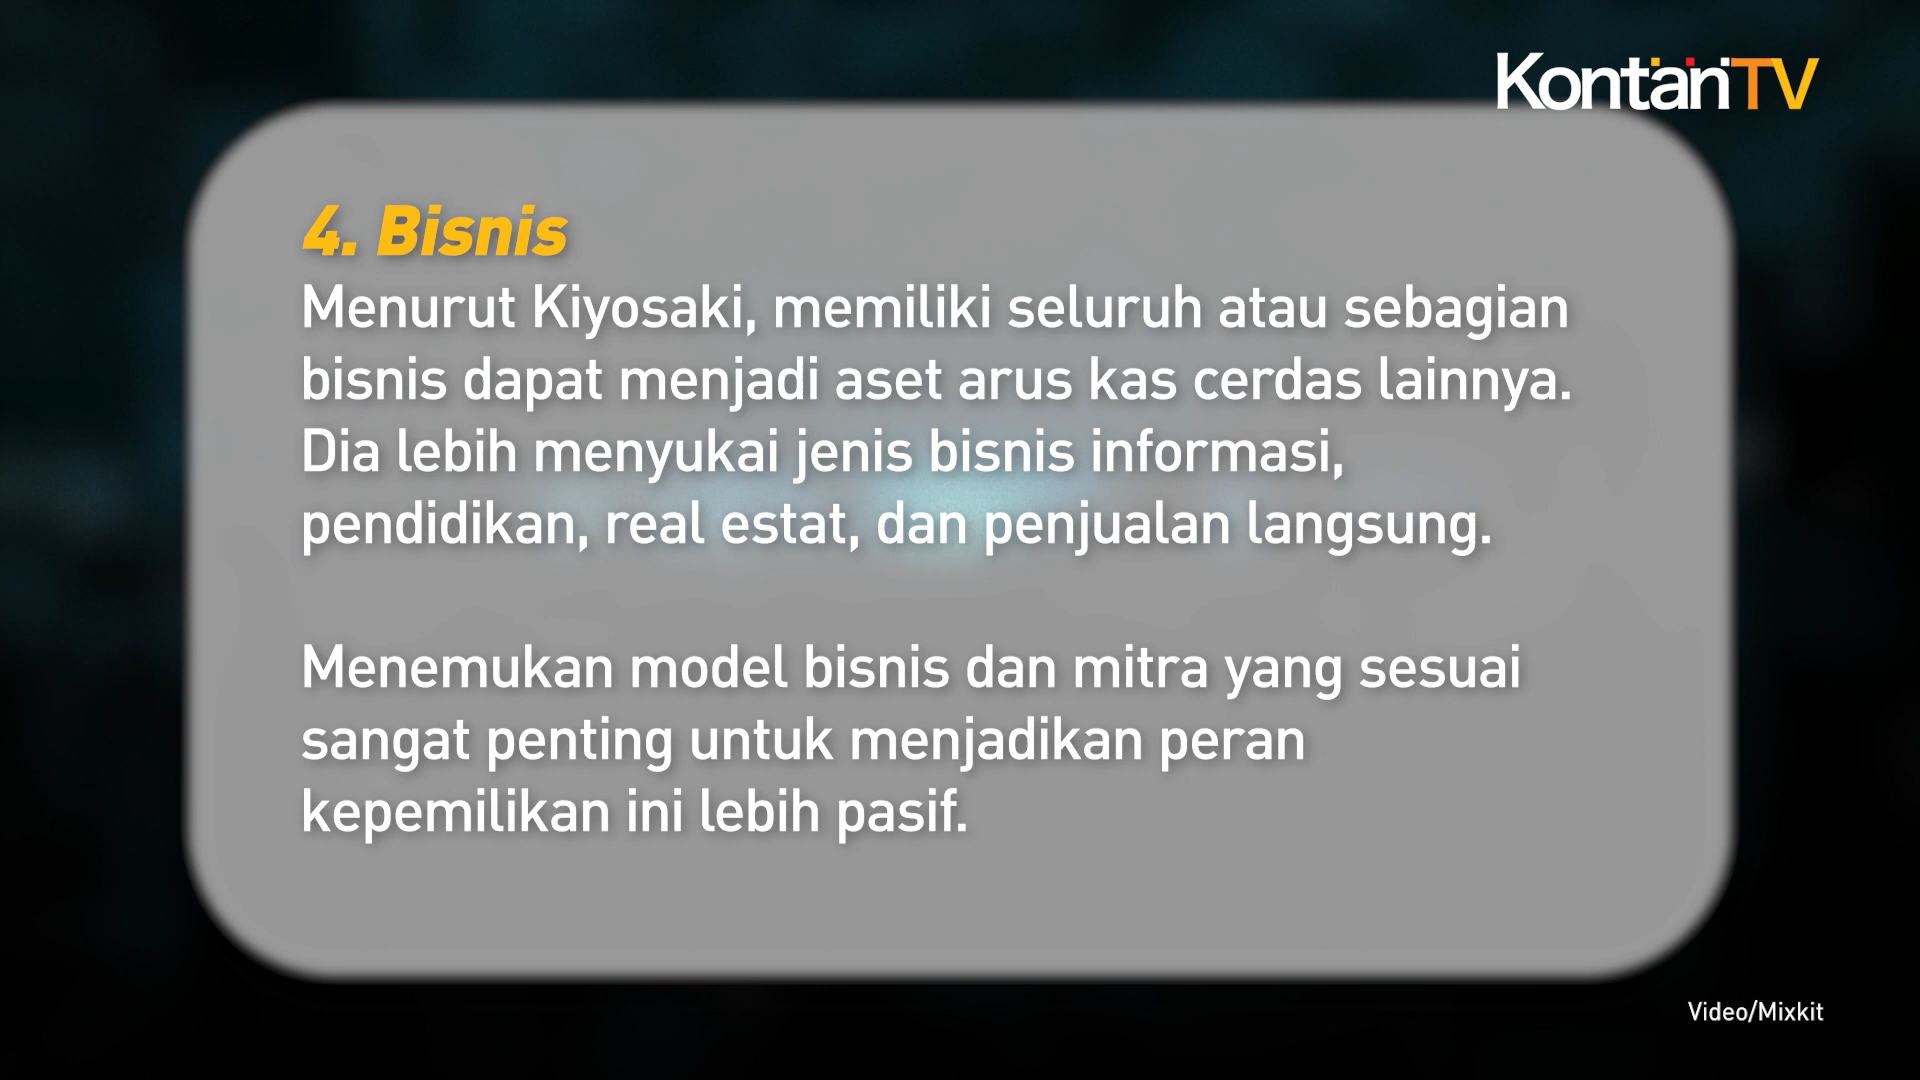 KontanTV
4. Bisnis
Menurut Kiyosaki, memiliki seluruh atau sebagian
bisnis dapat menjadi aset arus kas cerdas lainnya.
Dia lebih menyukai jenis bisnis informasi,
pendidikan, real estat, dan penjualan langsung.
Menemukan model bisnis dan mitra yang sesuai
sangat penting untuk menjadikan peran
kepemilikan ini lebih pasif.
Video/Mixkit